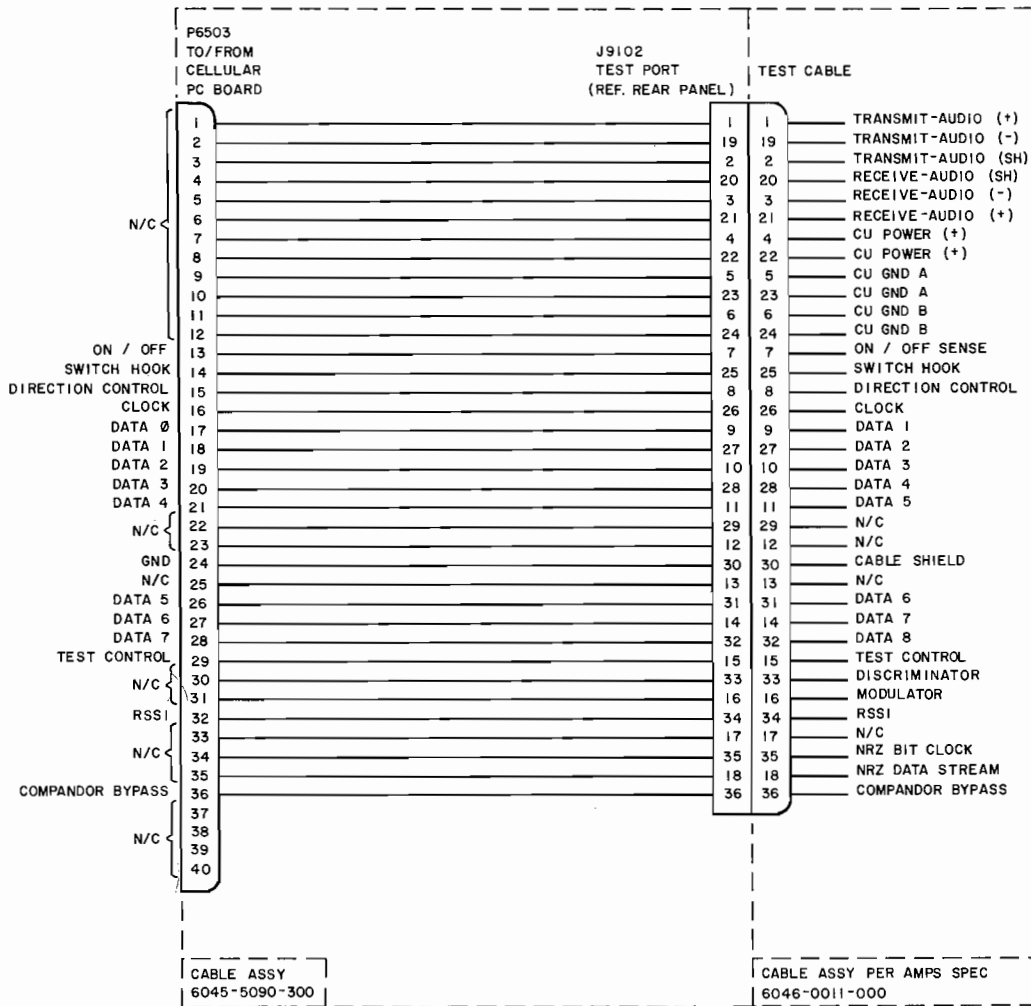 P6503
TO/FROM
CELLULAR
PC BOARD
J9102
TEST PORT
(REF. REAR PANEL)
TEST CABLE
1 1 1 TRANSMIT-AUDIO (+)
2 19 19 TRANSMIT-AUDIO (-)
3 2 2 TRANSMIT-AUDIO (SH)
4 20 20 RECEIVE-AUDIO (SH)
5 3 3 RECEIVE-AUDIO (-)
N/C 6 21 21 RECEIVE-AUDIO (+)
7 4 4 CU POWER (+)
8 22 22 CU POWER (+)
9 5 5 CU GND A
10 23 23 CU GND A
11 6 6 CU GND B
12 24 24 CU GND B
ON / OFF 13 7 7 ON / OFF SENSE
SWITCH HOOK 14 25 25 SWITCH HOOK
DIRECTION CONTROL 15 8 8 DIRECTION CONTROL
CLOCK 16 26 26 CLOCK
DATA Ø 17 9 9 DATA 1
DATA 1 18 27 27 DATA 2
DATA 2 19 10 10 DATA 3
DATA 3 20 28 28 DATA 4
DATA 4 21 11 11 DATA 5
N/C 22 29 29 N/C
23 12 12 N/C
GND 24 30 30 CABLE SHIELD
N/C 25 13 13 N/C
DATA 5 26 31 31 DATA 6
DATA 6 27 14 14 DATA 7
DATA 7 28 32 32 DATA 8
TEST CONTROL 29 15 15 TEST CONTROL
N/C 30 33 33 DISCRIMINATOR
31 16 16 MODULATOR
RSSI 32 34 34 RSSI
33 17 17 N/C
N/C 34 35 35 NRZ BIT CLOCK
35 18 18 NRZ DATA STREAM
COMPANDOR BYPASS 36 36 36 COMPANDOR BYPASS
37
N/C 38
39
40
CABLE ASSY
6045-5090-300
CABLE ASSY PER AMPS SPEC
6046-0011-000